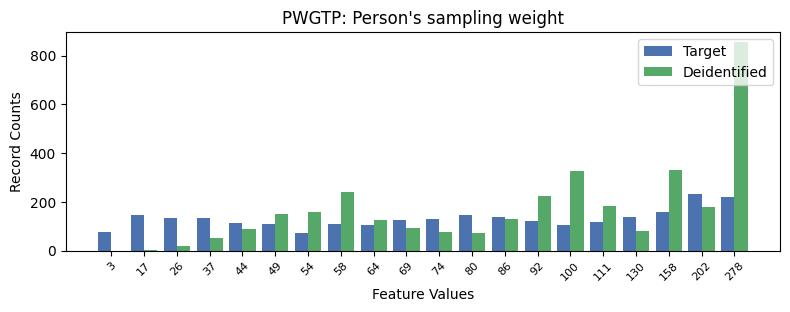 PWGTP: Person's sampling weight
Target
Deidentified
Record Counts
800
600
400
200
0
3 17 26 37 44 49 54 58 64 69 74 80 86 92 100 111 130 158 202 278
Feature Values